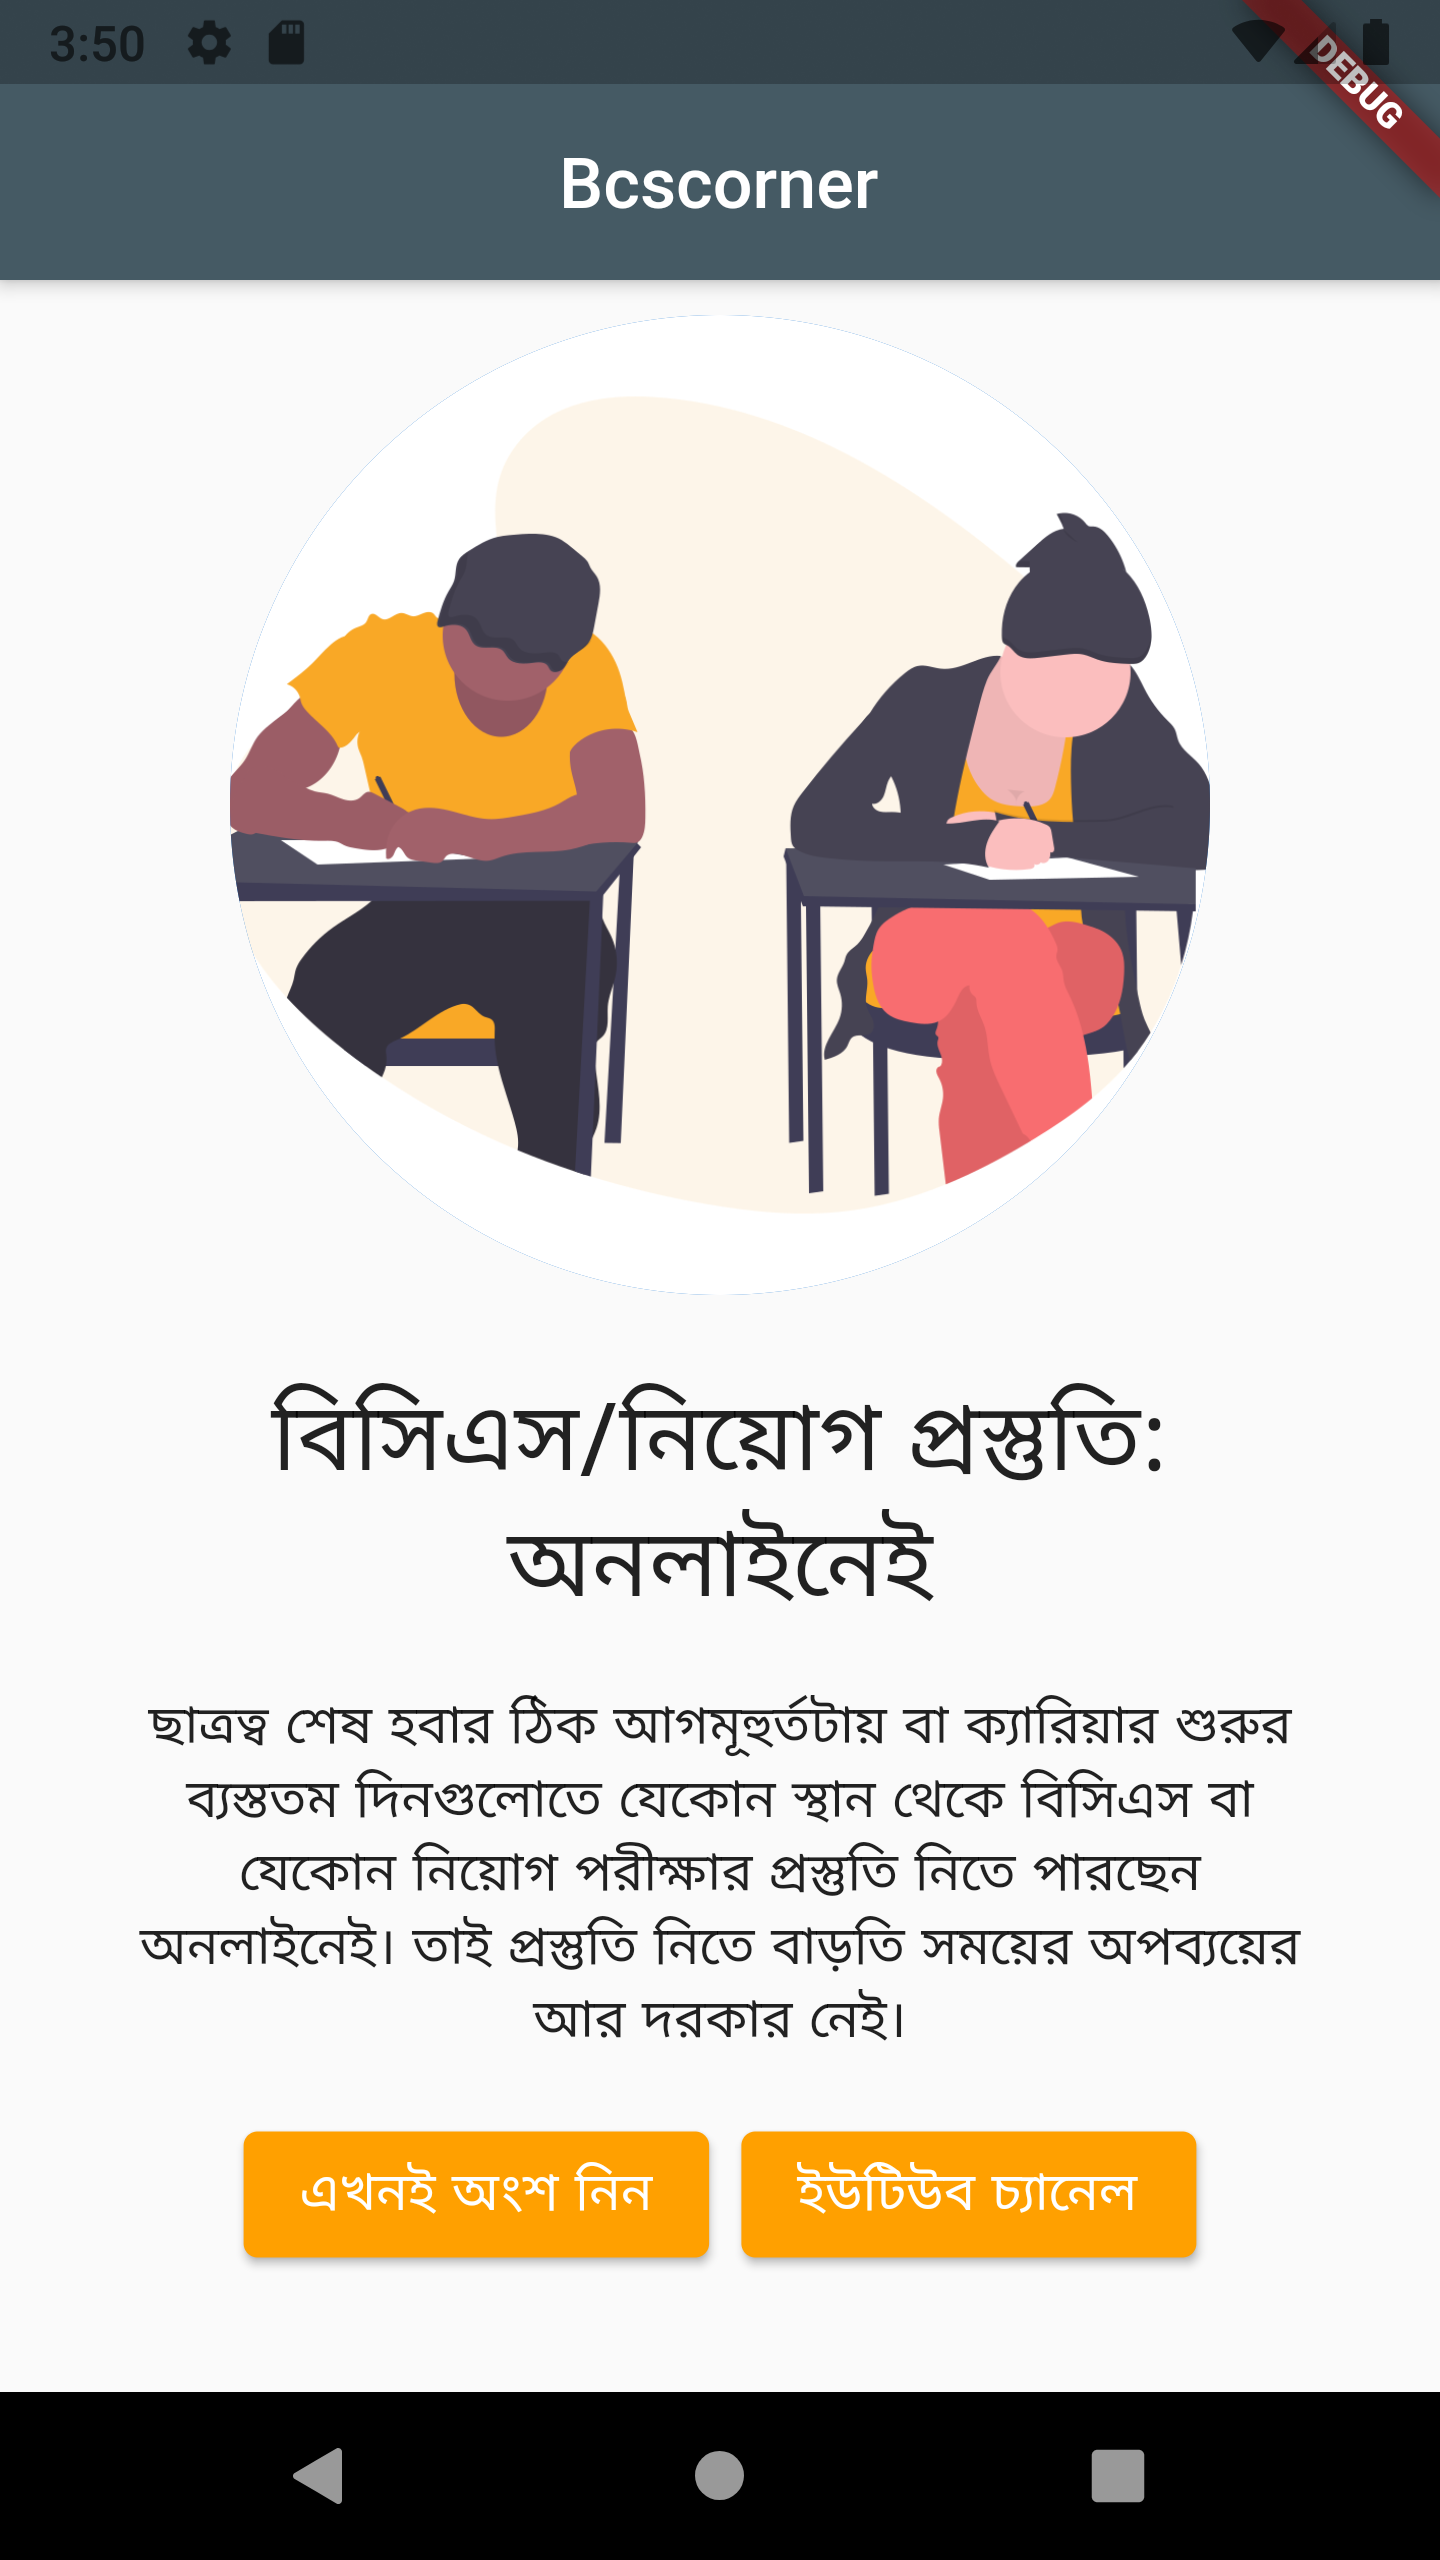 3:50
DEBUG
Bcscorner
বিসিএস/নিয়োগ প্রস্তুতি:
অনলাইনেই
ছাত্রত্ব শেষ হবার ঠিক আগমূহুর্তটায় বা ক্যারিয়ার শুরুর
ব্যস্ততম দিনগুলোতে যেকোন স্থান থেকে বিসিএস বা
যেকোন নিয়োগ পরীক্ষার প্রস্তুতি নিতে পারছেন
অনলাইনেই। তাই প্রস্তুতি নিতে বাড়তি সময়ের অপব্যয়ের
আর দরকার নেই।
এখনই অংশ নিন
ইউটিউব চ্যানেল